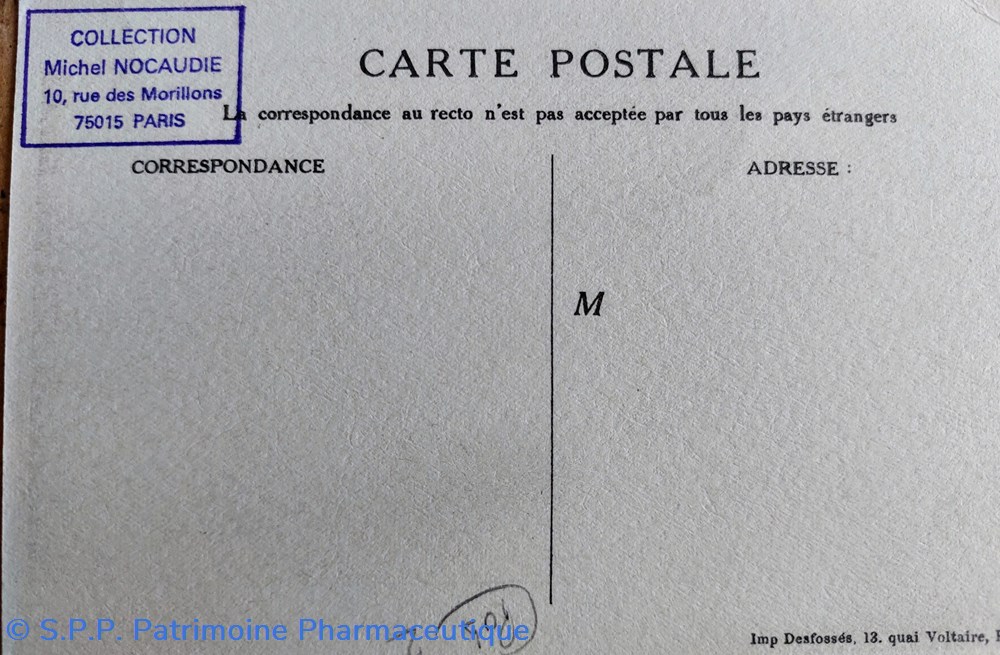 COLLECTION
Michel NOCAUDIE
10, rue des Morillons
75015 PARIS
CARTE POSTALE
La correspondance au recto n'est pas acceptée par tous les pays étrangers
CORRESPONDANCE
ADRESSE :
M
© S.P.P. Patrimoine Pharmaceutique
Imp Desfossés, 13. quai Voltaire,